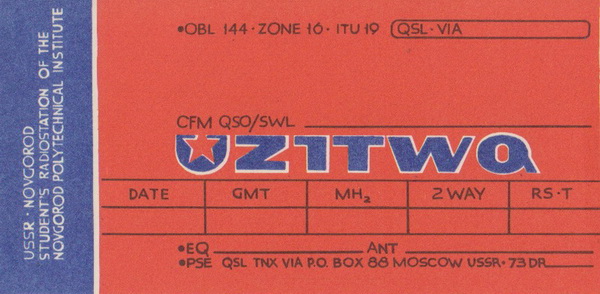 USSR · NOVGOROD
STUDENT'S RADIOSTATION OF THE
NOVGOROD POLYTECHNICAL INSTITUTE
•OBL 144 · ZONE 16 · ITU 19 QSL · VIA
CFM QSO/SWL
UZ1TWQ
DATE GMT MHz 2 WAY RS · T
•EQ ANT
•PSE QSL TNX VIA P.O. BOX 88 MOSCOW USSR · 73 DR